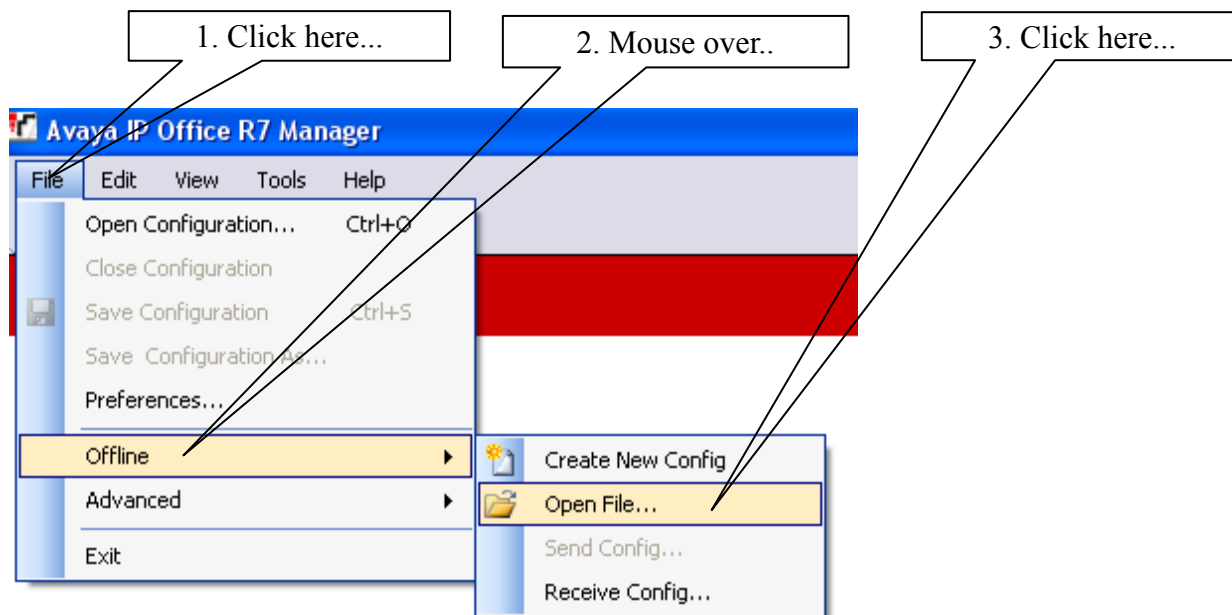 1. Click here...
2. Mouse over..
3. Click here...
Avaya IP Office R7 Manager
File Edit View Tools Help
Open Configuration... Ctrl+O
Close Configuration
Save Configuration Ctrl+S
Save Configuration As...
Preferences...
Offline
Advanced
Exit
Create New Config
Open File...
Send Config...
Receive Config...